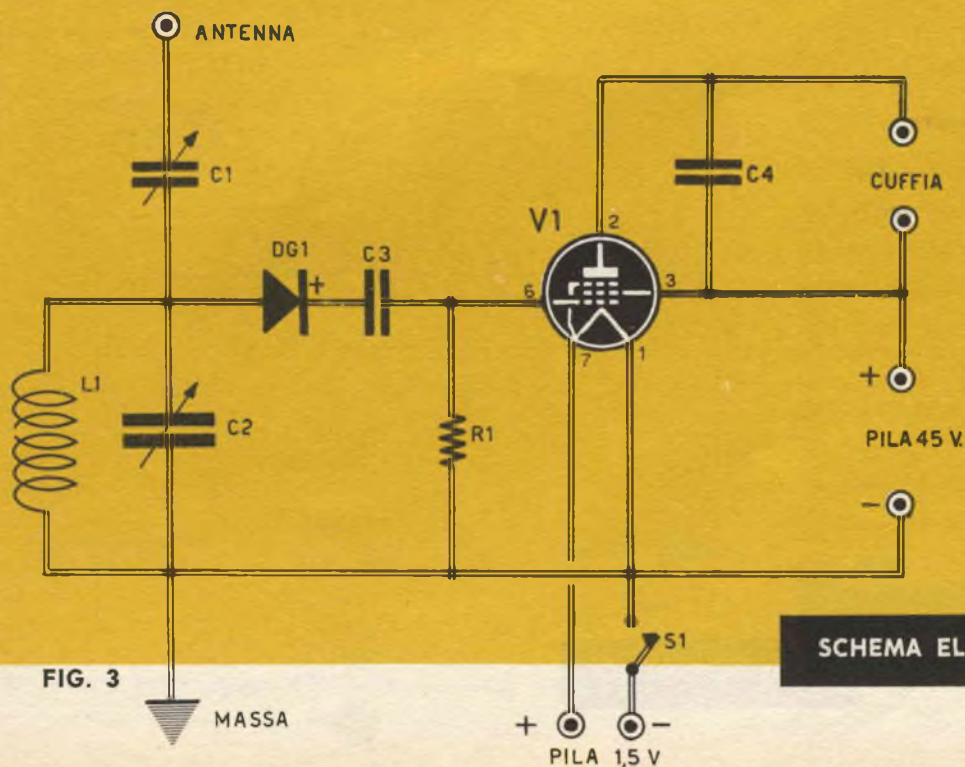 ANTENNA
C1
DG1
+
C3
V1
2
C4
CUFFIA
6
3
7
1
L1
C2
R1
+
PILA 45 V.
-
S1
SCHEMA EL
FIG. 3
MASSA
+
-
PILA 1,5 V